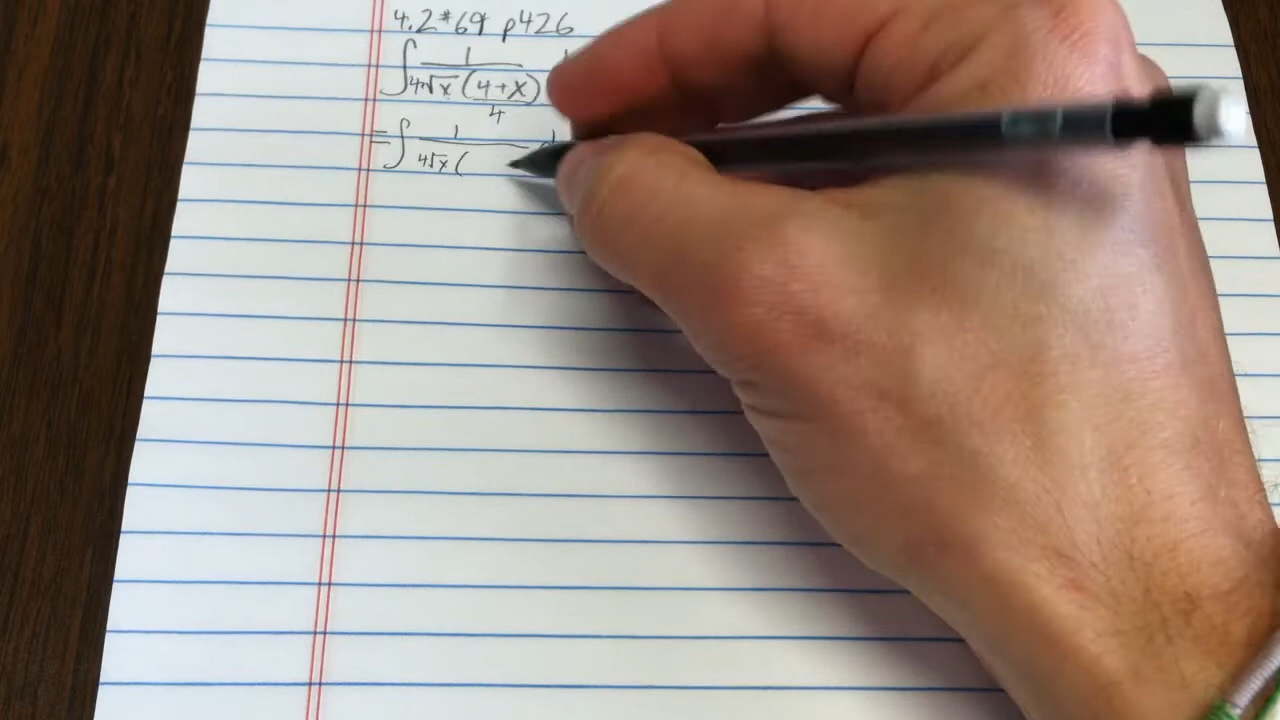 4.2 #69 p426
∫ 1/(4√x (4+x)/4) d
= ∫ 1/(4√x ( d